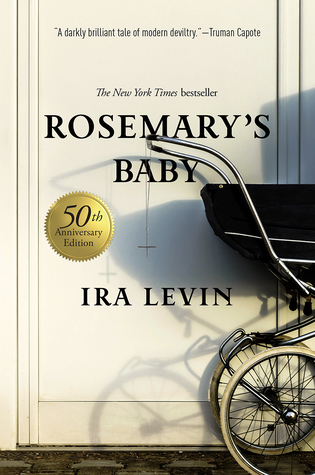 "A darkly brilliant tale of modern deviltry."—Truman Capote
The New York Times bestseller
ROSEMARY'S
BABY
50th
Anniversary
Edition
IRA LEVIN